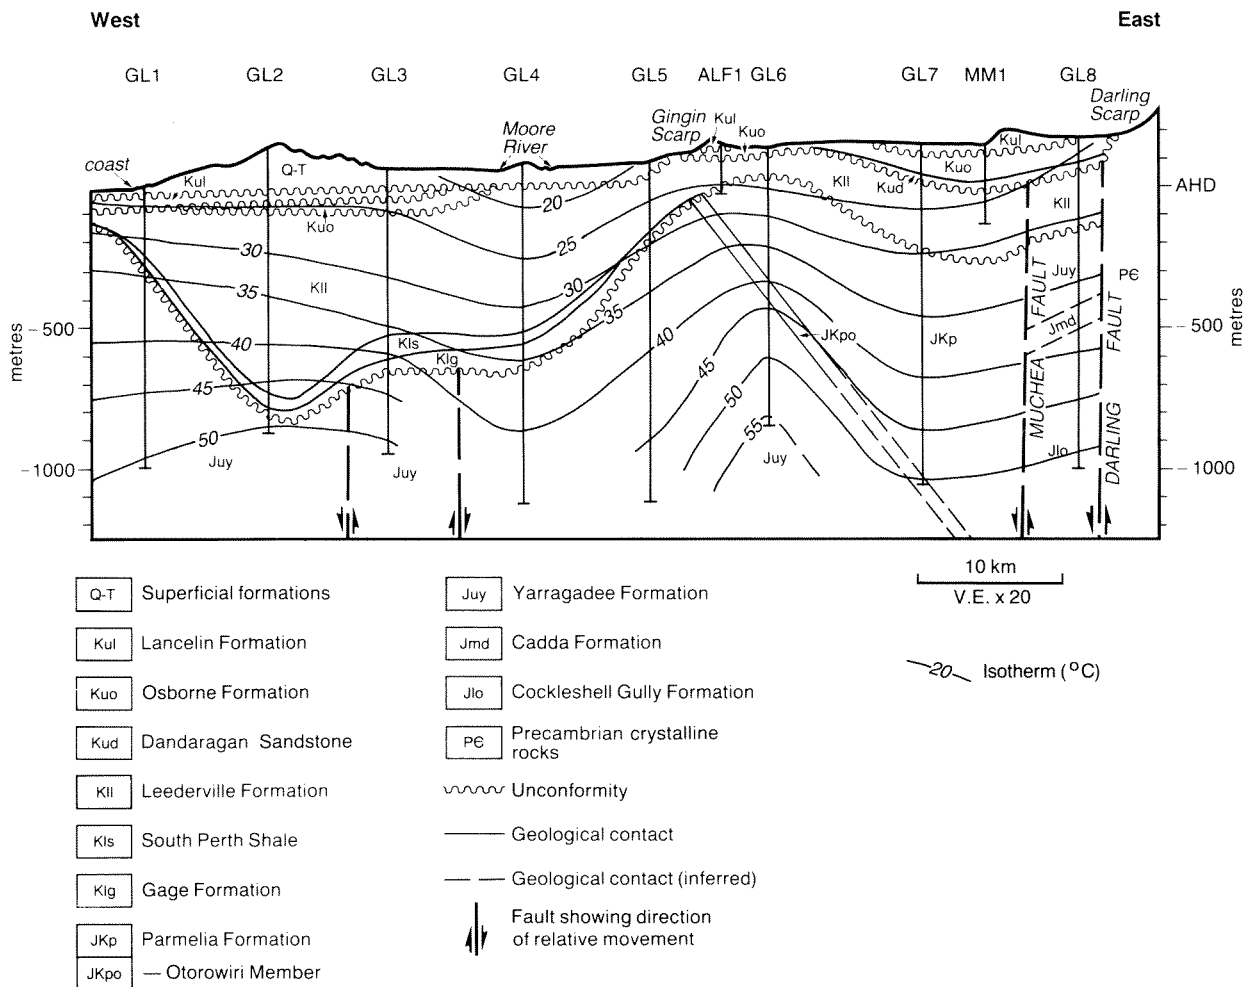 West
East
GL1 GL2 GL3 GL4 GL5 ALF1 GL6 GL7 MM1 GL8
Darling
Scarp
Gingin
Scarp
Kul
Kuo
Moore
River
Kul
coast
Q-T
Kuo
Kul
Kll
Kud
20
AHD
Kuo
25
Kll
30
Kll
30
35
35
Juy
PЄ
metres
-500
40
Kls
Klg
40
JKpo
JKp
Jmd
FAULT
FAULT
-500
metres
45
45
50
MUCHEA
DARLING
50
55
-1000
Juy
Juy
Juy
Jlo
-1000
10 km
V.E. x 20
Q-T Superficial formations
Kul Lancelin Formation
Kuo Osborne Formation
Kud Dandaragan Sandstone
Kll Leederville Formation
Kls South Perth Shale
Klg Gage Formation
JKp Parmelia Formation
JKpo — Otorowiri Member
Juy Yarragadee Formation
Jmd Cadda Formation
Jlo Cockleshell Gully Formation
PЄ Precambrian crystalline
rocks
Unconformity
Geological contact
Geological contact (inferred)
Fault showing direction
of relative movement
20 Isotherm (°C)